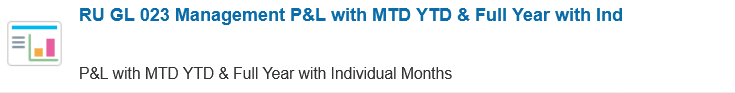 RU GL 023 Management P&L with MTD YTD & Full Year with Ind
P&L with MTD YTD & Full Year with Individual Months